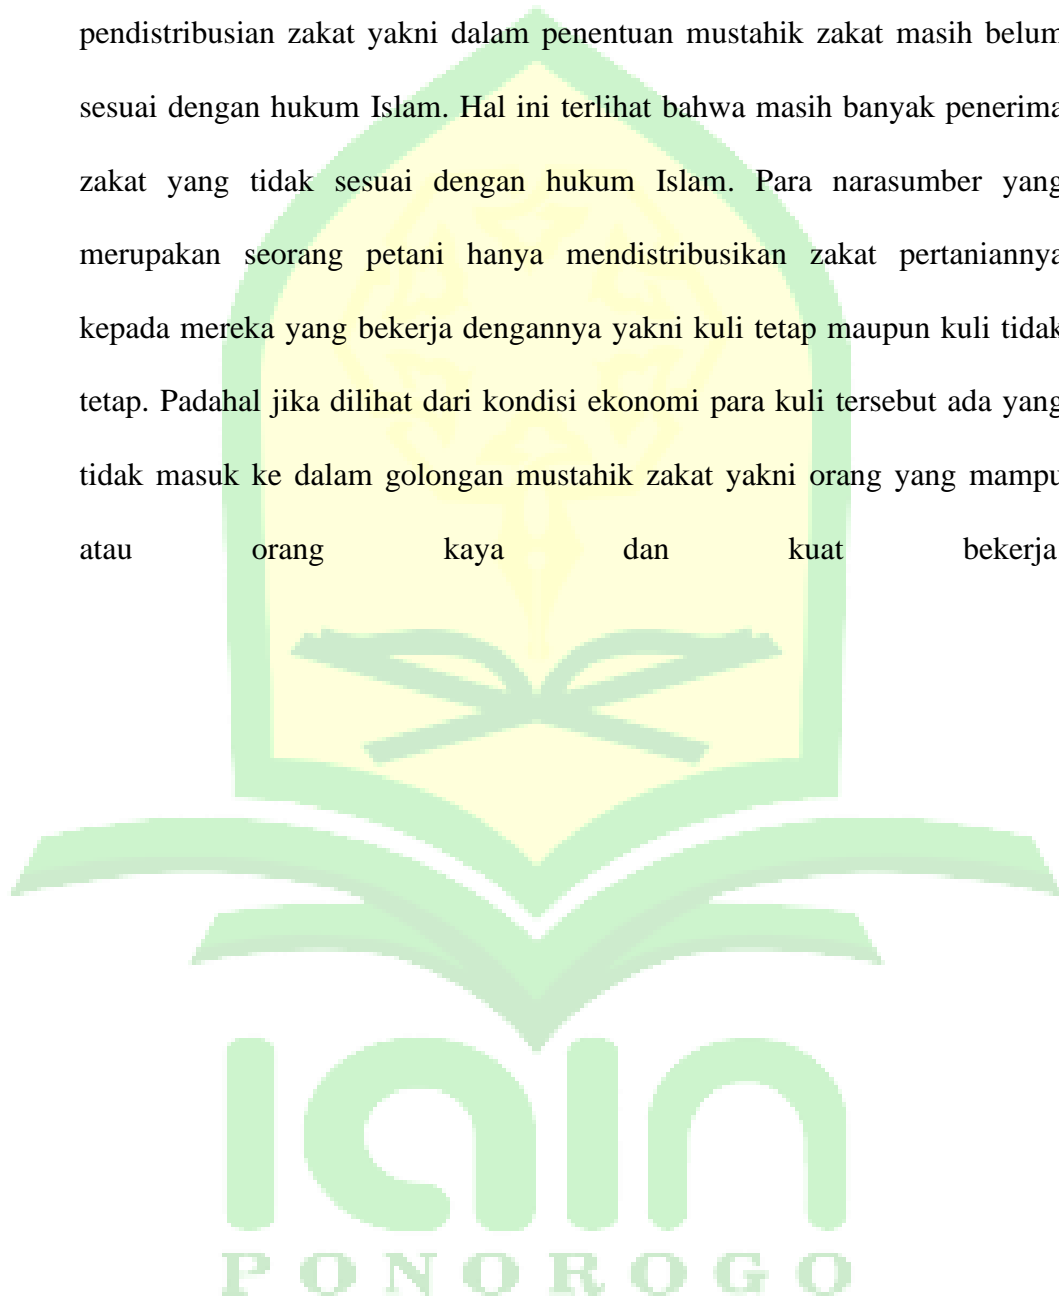 pendistribusian zakat yakni dalam penentuan mustahik zakat masih belum
sesuai dengan hukum Islam. Hal ini terlihat bahwa masih banyak penerima
zakat yang tidak sesuai dengan hukum Islam. Para narasumber yang
merupakan seorang petani hanya mendistribusikan zakat pertaniannya
kepada mereka yang bekerja dengannya yakni kuli tetap maupun kuli tidak
tetap. Padahal jika dilihat dari kondisi ekonomi para kuli tersebut ada yang
tidak masuk ke dalam golongan mustahik zakat yakni orang yang mampu
atau orang kaya dan kuat bekerja
iain
PONOROGO